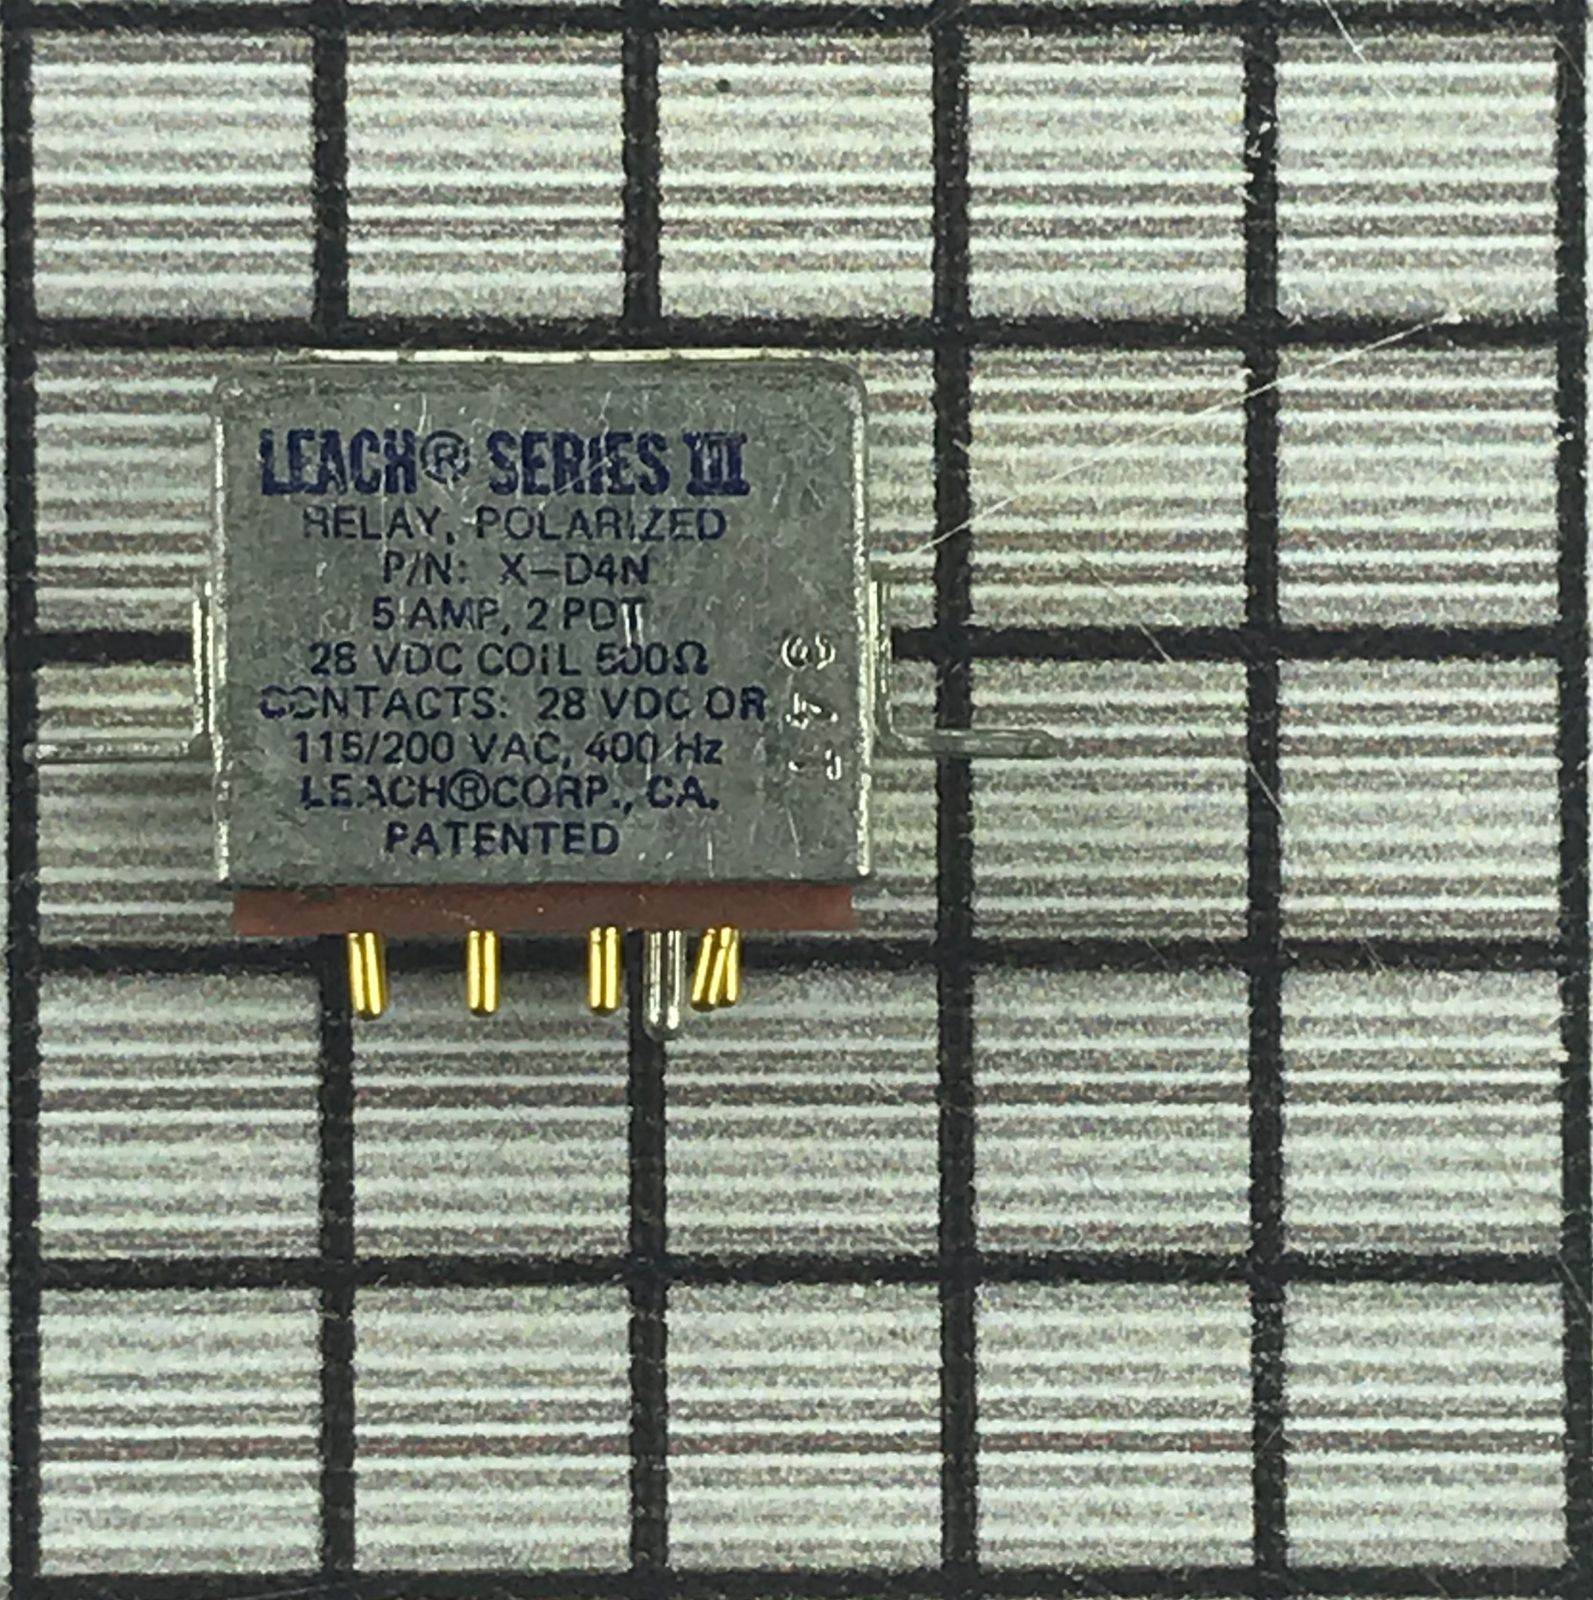 LEACH® SERIES III
RELAY, POLARIZED
P/N: X-D4N
5 AMP, 2 PDT
28 VDC COIL 500Ω
CONTACTS: 28 VDC OR
115/200 VAC, 400 Hz
LEACH® CORP., CA.
PATENTED